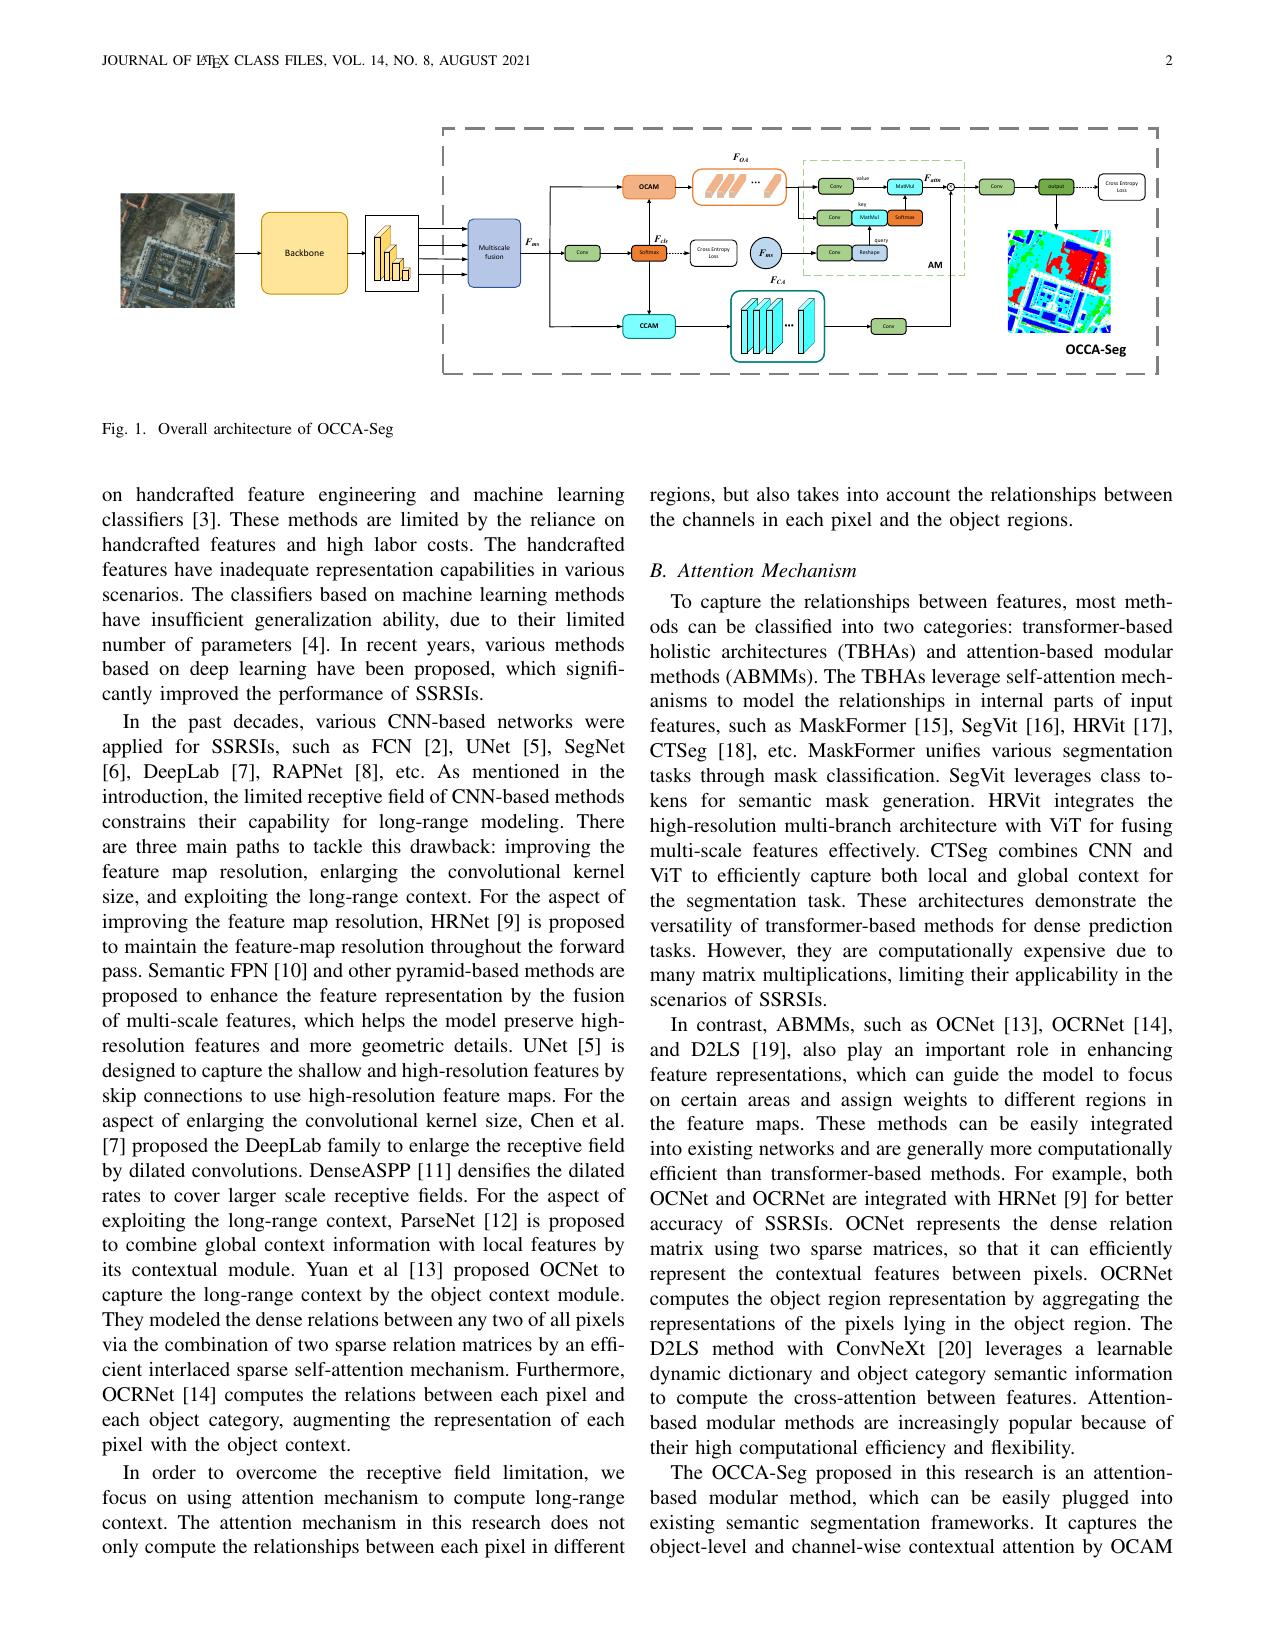 JOURNAL OF LATEX CLASS FILES, VOL. 14, NO. 8, AUGUST 2021
2
Backbone
Multiscale fusion
F_ms
OCAM
F_OA
Conv
Softmax
F_cls
Cross Entropy Loss
F_ms
CCAM
F_CA
Conv
value
MatMul
F_attn
key
Conv
MatMul
Softmax
query
Conv
Reshape
AM
Conv
Conv
output
Cross Entropy Loss
OCCA-Seg
Fig. 1. Overall architecture of OCCA-Seg
on handcrafted feature engineering and machine learning
classifiers [3]. These methods are limited by the reliance on
handcrafted features and high labor costs. The handcrafted
features have inadequate representation capabilities in various
scenarios. The classifiers based on machine learning methods
have insufficient generalization ability, due to their limited
number of parameters [4]. In recent years, various methods
based on deep learning have been proposed, which signifi-
cantly improved the performance of SSRSIs.
In the past decades, various CNN-based networks were
applied for SSRSIs, such as FCN [2], UNet [5], SegNet
[6], DeepLab [7], RAPNet [8], etc. As mentioned in the
introduction, the limited receptive field of CNN-based methods
constrains their capability for long-range modeling. There
are three main paths to tackle this drawback: improving the
feature map resolution, enlarging the convolutional kernel
size, and exploiting the long-range context. For the aspect of
improving the feature map resolution, HRNet [9] is proposed
to maintain the feature-map resolution throughout the forward
pass. Semantic FPN [10] and other pyramid-based methods are
proposed to enhance the feature representation by the fusion
of multi-scale features, which helps the model preserve high-
resolution features and more geometric details. UNet [5] is
designed to capture the shallow and high-resolution features by
skip connections to use high-resolution feature maps. For the
aspect of enlarging the convolutional kernel size, Chen et al.
[7] proposed the DeepLab family to enlarge the receptive field
by dilated convolutions. DenseASPP [11] densifies the dilated
rates to cover larger scale receptive fields. For the aspect of
exploiting the long-range context, ParseNet [12] is proposed
to combine global context information with local features by
its contextual module. Yuan et al [13] proposed OCNet to
capture the long-range context by the object context module.
They modeled the dense relations between any two of all pixels
via the combination of two sparse relation matrices by an effi-
cient interlaced sparse self-attention mechanism. Furthermore,
OCRNet [14] computes the relations between each pixel and
each object category, augmenting the representation of each
pixel with the object context.
In order to overcome the receptive field limitation, we
focus on using attention mechanism to compute long-range
context. The attention mechanism in this research does not
only compute the relationships between each pixel in different
regions, but also takes into account the relationships between
the channels in each pixel and the object regions.
B. Attention Mechanism
To capture the relationships between features, most meth-
ods can be classified into two categories: transformer-based
holistic architectures (TBHAs) and attention-based modular
methods (ABMMs). The TBHAs leverage self-attention mech-
anisms to model the relationships in internal parts of input
features, such as MaskFormer [15], SegVit [16], HRVit [17],
CTSeg [18], etc. MaskFormer unifies various segmentation
tasks through mask classification. SegVit leverages class to-
kens for semantic mask generation. HRVit integrates the
high-resolution multi-branch architecture with ViT for fusing
multi-scale features effectively. CTSeg combines CNN and
ViT to efficiently capture both local and global context for
the segmentation task. These architectures demonstrate the
versatility of transformer-based methods for dense prediction
tasks. However, they are computationally expensive due to
many matrix multiplications, limiting their applicability in the
scenarios of SSRSIs.
In contrast, ABMMs, such as OCNet [13], OCRNet [14],
and D2LS [19], also play an important role in enhancing
feature representations, which can guide the model to focus
on certain areas and assign weights to different regions in
the feature maps. These methods can be easily integrated
into existing networks and are generally more computationally
efficient than transformer-based methods. For example, both
OCNet and OCRNet are integrated with HRNet [9] for better
accuracy of SSRSIs. OCNet represents the dense relation
matrix using two sparse matrices, so that it can efficiently
represent the contextual features between pixels. OCRNet
computes the object region representation by aggregating the
representations of the pixels lying in the object region. The
D2LS method with ConvNeXt [20] leverages a learnable
dynamic dictionary and object category semantic information
to compute the cross-attention between features. Attention-
based modular methods are increasingly popular because of
their high computational efficiency and flexibility.
The OCCA-Seg proposed in this research is an attention-
based modular method, which can be easily plugged into
existing semantic segmentation frameworks. It captures the
object-level and channel-wise contextual attention by OCAM